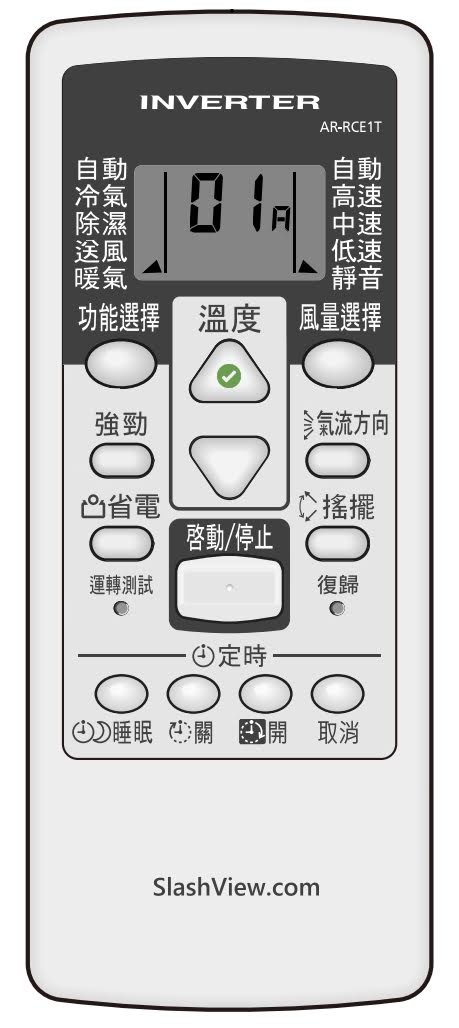 INVERTER
AR-RCE1T
自動
冷氣
除濕
送風
暖氣
01A
自動
高速
中速
低速
靜音
功能選擇
溫度
風量選擇
強勁
氣流方向
省電
啓動/停止
搖擺
運轉測試
復歸
定時
睡眠
關
開
取消
SlashView.com